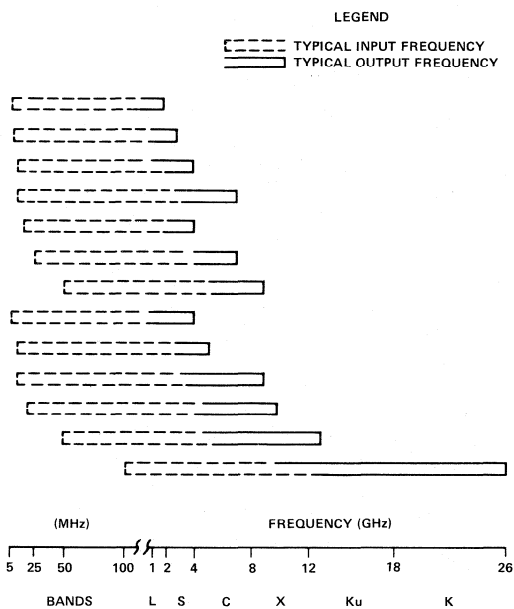 LEGEND
TYPICAL INPUT FREQUENCY
TYPICAL OUTPUT FREQUENCY
(MHz) FREQUENCY (GHz)
5 25 50 100 1 2 4 8 12 18 26
BANDS L S C X Ku K